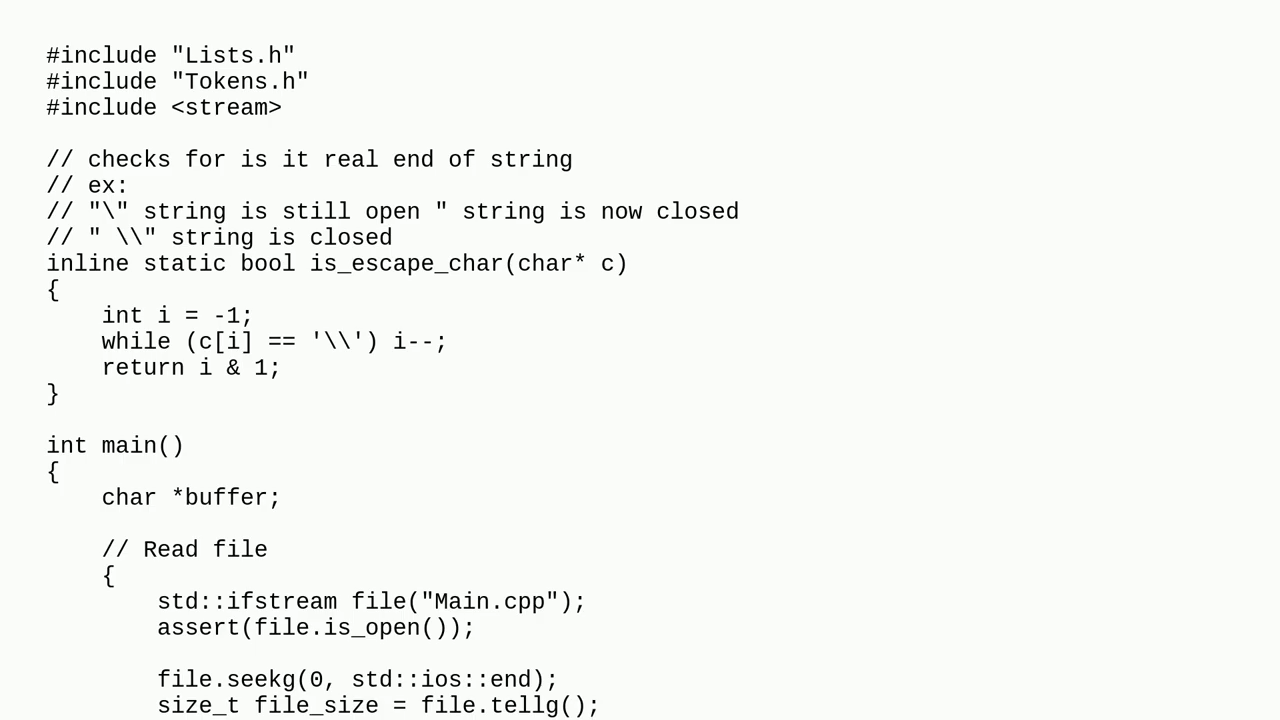 #include "Lists.h"
#include "Tokens.h"
#include <stream>

// checks for is it real end of string
// ex:
// "\" string is still open " string is now closed
// " \\" string is closed
inline static bool is_escape_char(char* c)
{
    int i = -1;
    while (c[i] == '\\') i--;
    return i & 1;
}

int main()
{
    char *buffer;

    // Read file
    {
        std::ifstream file("Main.cpp");
        assert(file.is_open());

        file.seekg(0, std::ios::end);
        size_t file_size = file.tellg();